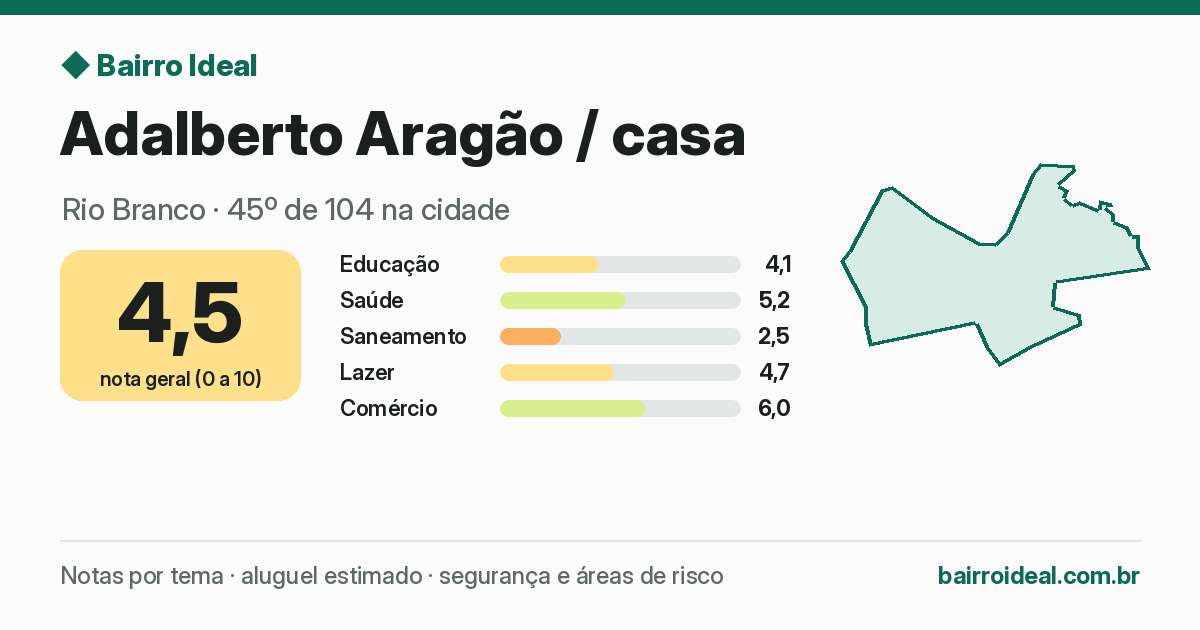 Bairro Ideal
Adalberto Aragão / casa
Rio Branco · 45º de 104 na cidade
4,5
nota geral (0 a 10)
Educação 4,1
Saúde 5,2
Saneamento 2,5
Lazer 4,7
Comércio 6,0
Notas por tema · aluguel estimado · segurança e áreas de risco
bairroideal.com.br